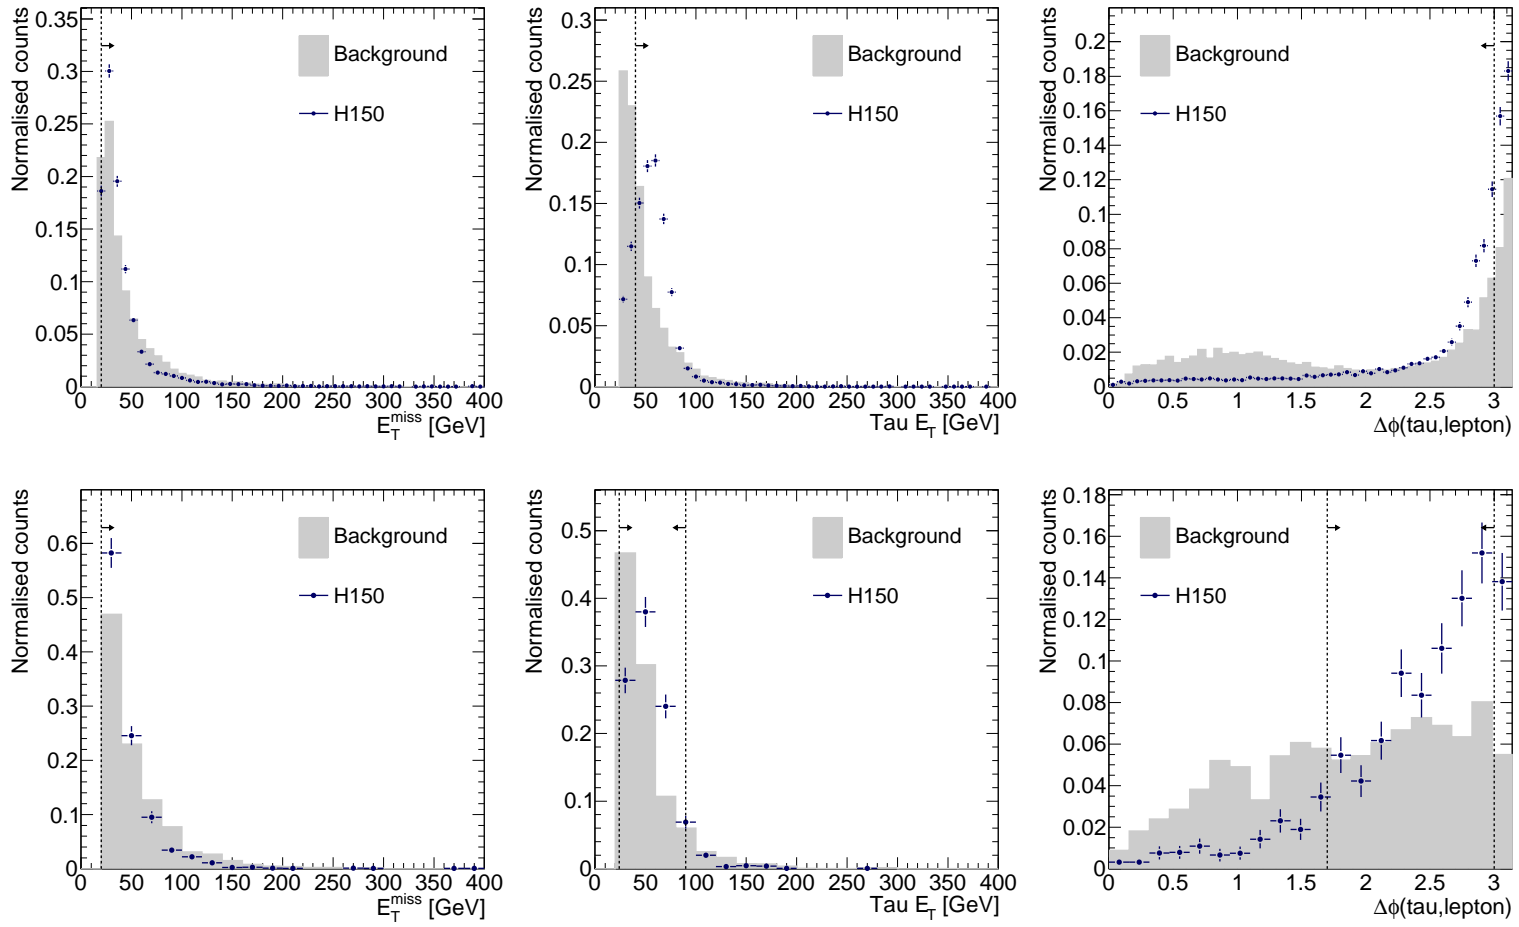 Normalised counts
0.35
0.3
0.25
0.2
0.15
0.1
0.05
0
Background
H150
0 50 100 150 200 250 300 350 400
E_T^miss [GeV]
Normalised counts
0.3
0.25
0.2
0.15
0.1
0.05
0
Background
H150
0 50 100 150 200 250 300 350 400
Tau E_T [GeV]
Normalised counts
0.2
0.18
0.16
0.14
0.12
0.1
0.08
0.06
0.04
0.02
0
Background
H150
0 0.5 1 1.5 2 2.5 3
Δϕ(tau,lepton)
Normalised counts
0.6
0.5
0.4
0.3
0.2
0.1
0
Background
H150
0 50 100 150 200 250 300 350 400
E_T^miss [GeV]
Normalised counts
0.5
0.4
0.3
0.2
0.1
0
Background
H150
0 50 100 150 200 250 300 350 400
Tau E_T [GeV]
Normalised counts
0.18
0.16
0.14
0.12
0.1
0.08
0.06
0.04
0.02
0
Background
H150
0 0.5 1 1.5 2 2.5 3
Δϕ(tau,lepton)